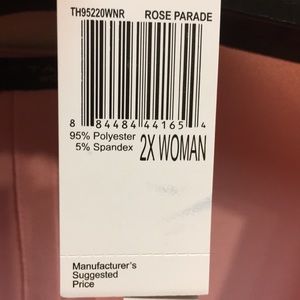 TH95220WNR ROSE PARADE
8 84484 44165 4
95% Polyester
5% Spandex 2X WOMAN
Manufacturer's
Suggested
Price